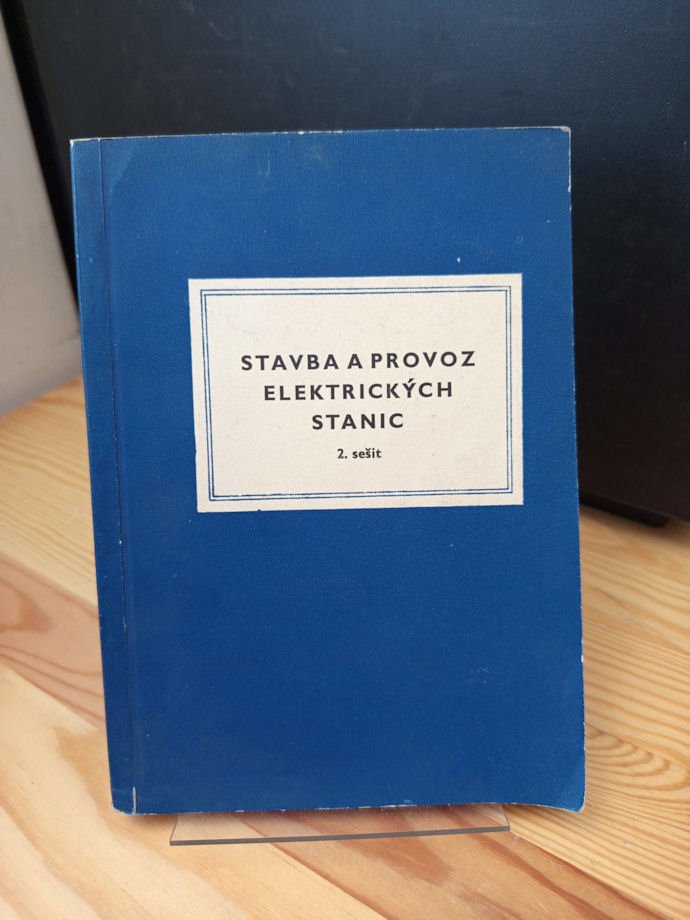 STAVBA A PROVOZ
ELEKTRICKÝCH
STANIC
2. sešit